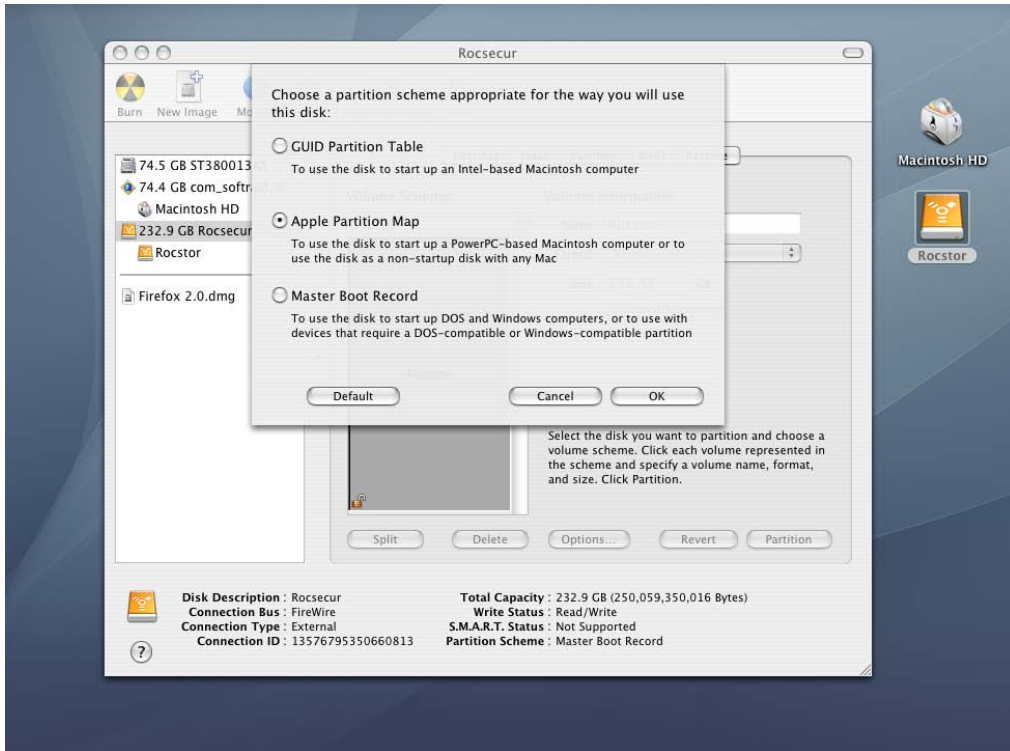 Rocsecur
Burn New Image
Choose a partition scheme appropriate for the way you will use
this disk:
GUID Partition Table
To use the disk to start up an Intel-based Macintosh computer
Apple Partition Map
To use the disk to start up a PowerPC-based Macintosh computer or to
use the disk as a non-startup disk with any Mac
Master Boot Record
To use the disk to start up DOS and Windows computers, or to use with
devices that require a DOS-compatible or Windows-compatible partition
Default Cancel OK
74.5 GB ST380013
74.4 GB com_softr
Macintosh HD
232.9 GB Rocsecur
Rocstor
Firefox 2.0.dmg
Select the disk you want to partition and choose a
volume scheme. Click each volume represented in
the scheme and specify a volume name, format,
and size. Click Partition.
Split Delete Options... Revert Partition
Disk Description : Rocsecur
Connection Bus : FireWire
Connection Type : External
Connection ID : 13576795350660813
Total Capacity : 232.9 GB (250,059,350,016 Bytes)
Write Status : Read/Write
S.M.A.R.T. Status : Not Supported
Partition Scheme : Master Boot Record
?
Macintosh HD
Rocstor